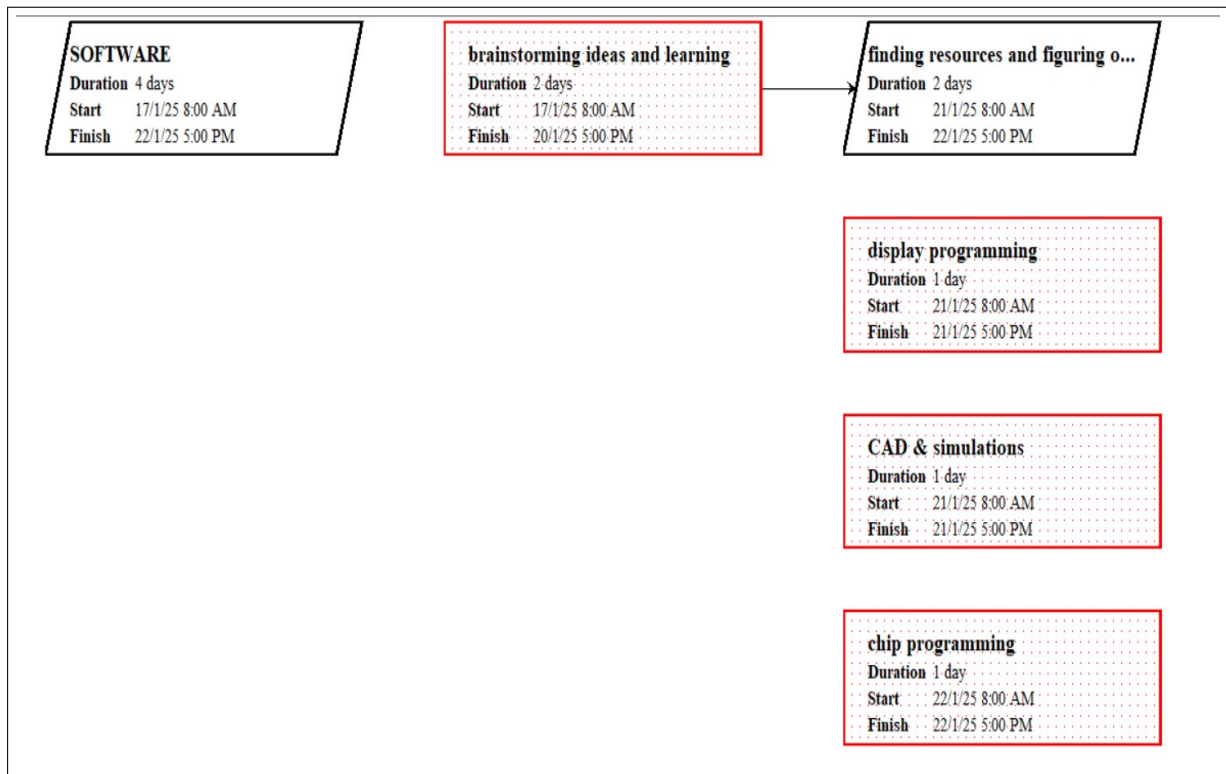 SOFTWARE
Duration 4 days
Start 17/1/25 8:00 AM
Finish 22/1/25 5:00 PM
brainstorming ideas and learning
Duration 2 days
Start 17/1/25 8:00 AM
Finish 20/1/25 5:00 PM
finding resources and figuring o...
Duration 2 days
Start 21/1/25 8:00 AM
Finish 22/1/25 5:00 PM
display programming
Duration 1 day
Start 21/1/25 8:00 AM
Finish 21/1/25 5:00 PM
CAD & simulations
Duration 1 day
Start 21/1/25 8:00 AM
Finish 21/1/25 5:00 PM
chip programming
Duration 1 day
Start 22/1/25 8:00 AM
Finish 22/1/25 5:00 PM